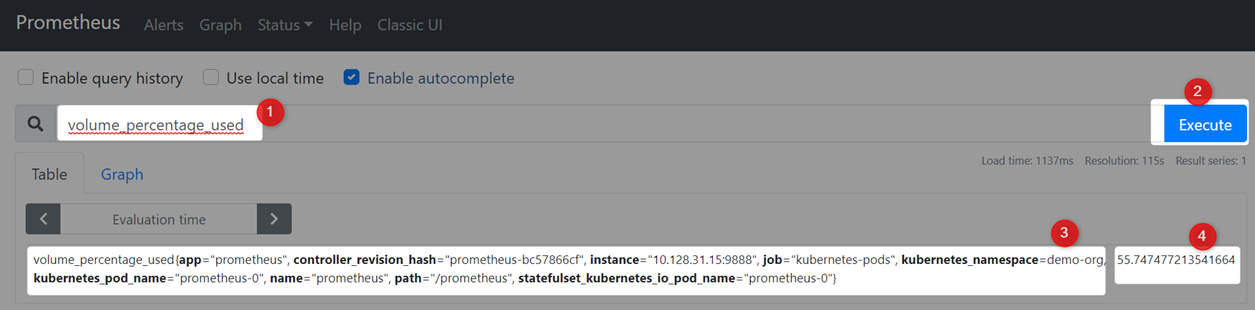 Prometheus Alerts Graph Status Help Classic UI
Enable query history Use local time Enable autocomplete
1 2
volume_percentage_used Execute
Load time: 1137ms Resolution: 115s Result series: 1
Table Graph
Evaluation time
3 4
volume_percentage_used{app="prometheus", controller_revision_hash="prometheus-bc57866cf", instance="10.128.31.15:9888", job="kubernetes-pods", kubernetes_namespace=demo-org, 55.747477213541664
kubernetes_pod_name="prometheus-0", name="prometheus", path="/prometheus", statefulset_kubernetes_io_pod_name="prometheus-0"}